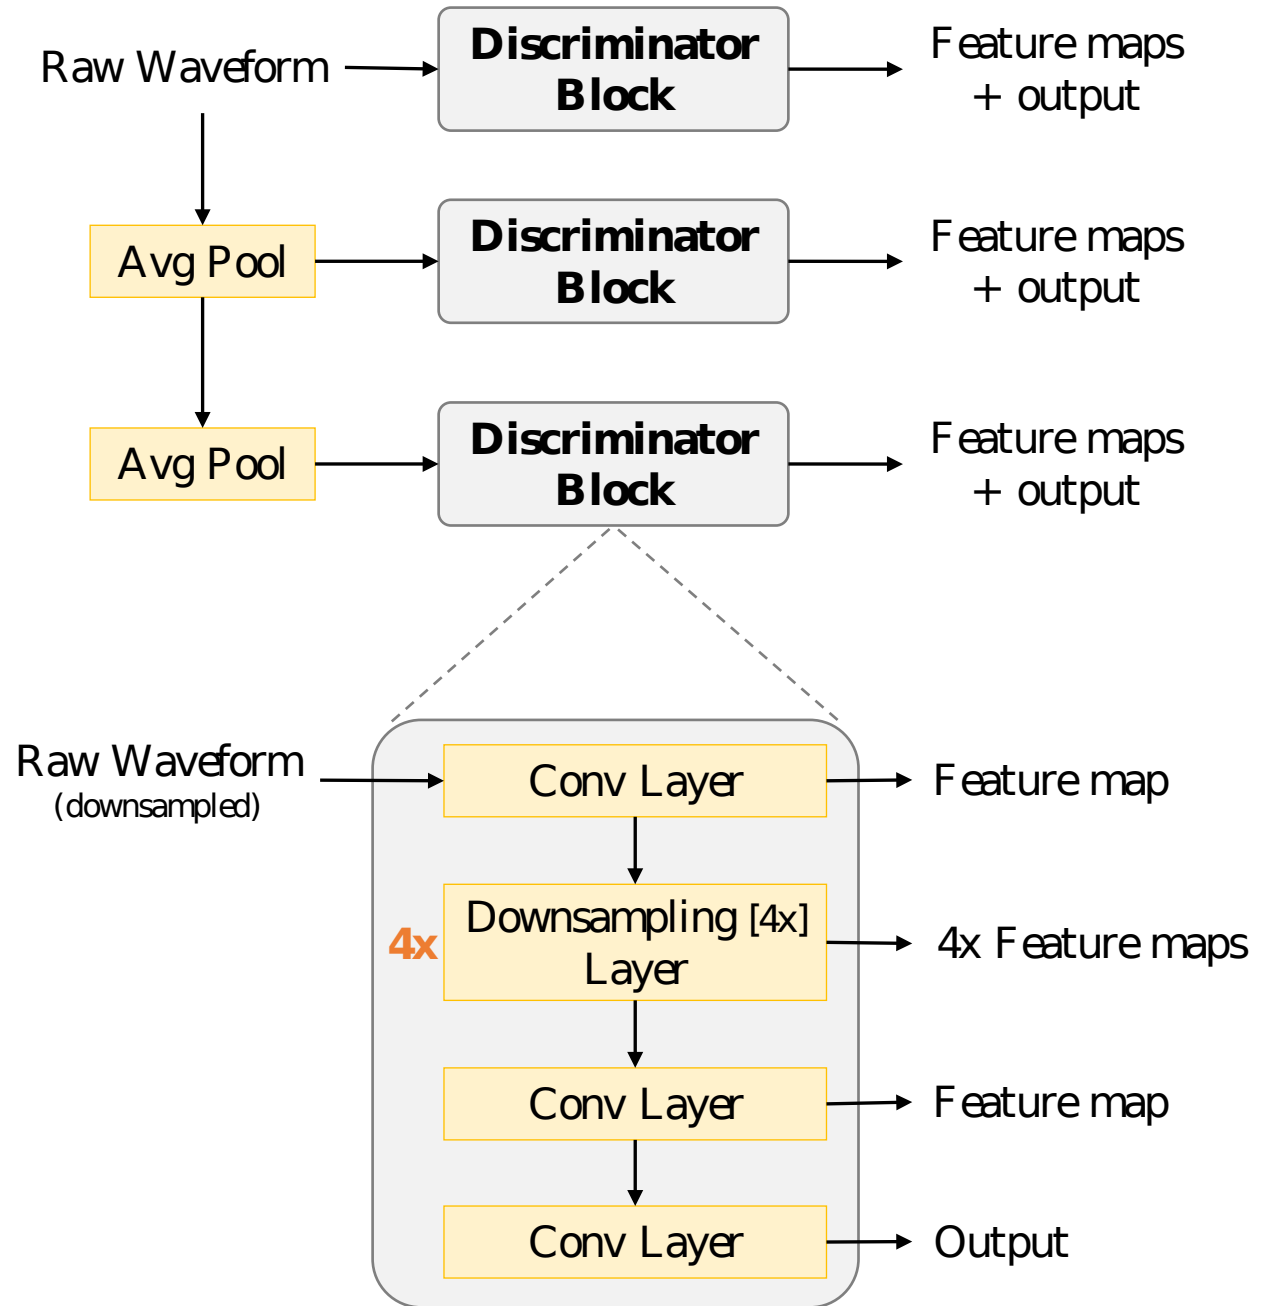 Raw Waveform
Discriminator
Block
Feature maps
+ output
Avg Pool
Discriminator
Block
Feature maps
+ output
Avg Pool
Discriminator
Block
Feature maps
+ output
Raw Waveform
(downsampled)
Conv Layer
Feature map
4x
Downsampling [4x]
Layer
4x Feature maps
Conv Layer
Feature map
Conv Layer
Output